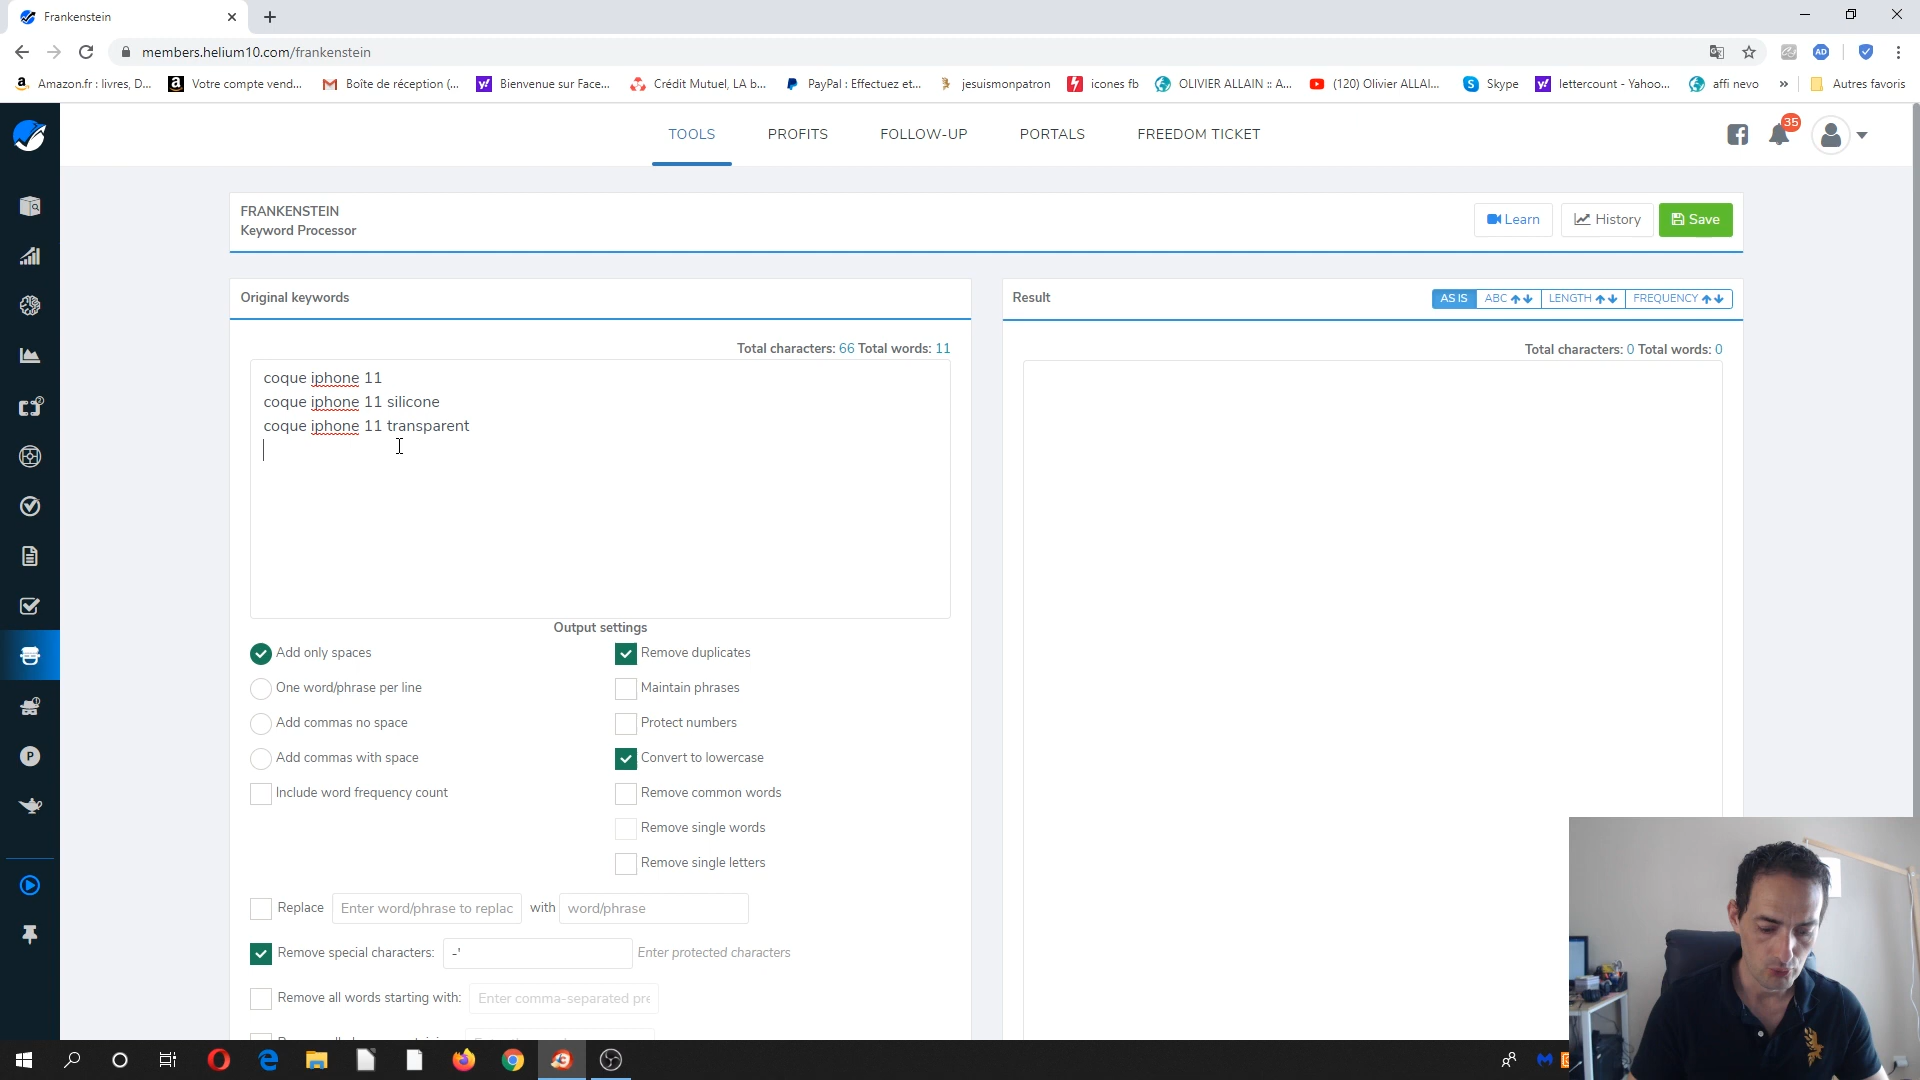 Frankenstein
members.helium10.com/frankenstein
Amazon.fr : livres, D... Votre compte vend... Boîte de réception (... Bienvenue sur Face... Crédit Mutuel, LA b... PayPal : Effectuez et... jesuismonpatron icones fb OLIVIER ALLAIN :: A... (120) Olivier ALLAI... Skype lettercount - Yahoo... affi nevo » Autres favoris
TOOLS PROFITS FOLLOW-UP PORTALS FREEDOM TICKET 35
FRANKENSTEIN
Keyword Processor
Learn History Save
Original keywords
Total characters: 66 Total words: 11
coque iphone 11
coque iphone 11 silicone
coque iphone 11 transparent
Output settings
Add only spaces
One word/phrase per line
Add commas no space
Add commas with space
Include word frequency count
Remove duplicates
Maintain phrases
Protect numbers
Convert to lowercase
Remove common words
Remove single words
Remove single letters
Replace Enter word/phrase to replac with word/phrase
Remove special characters: -' Enter protected characters
Remove all words starting with: Enter comma-separated pre
Result
AS IS ABC LENGTH FREQUENCY
Total characters: 0 Total words: 0